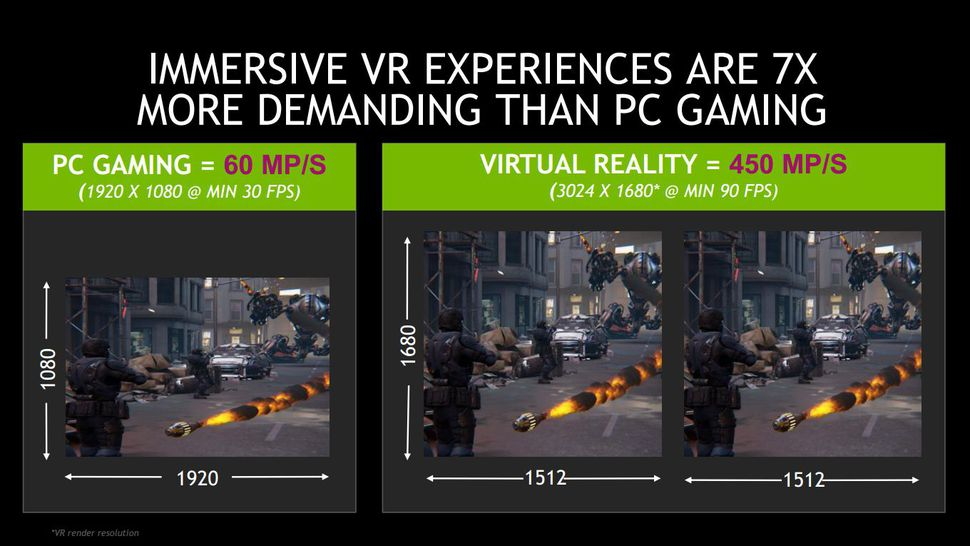 IMMERSIVE VR EXPERIENCES ARE 7X
MORE DEMANDING THAN PC GAMING
PC GAMING = 60 MP/S
(1920 X 1080 @ MIN 30 FPS)
1080
1920
VIRTUAL REALITY = 450 MP/S
(3024 X 1680* @ MIN 90 FPS)
1680
1512
1512
*VR render resolution